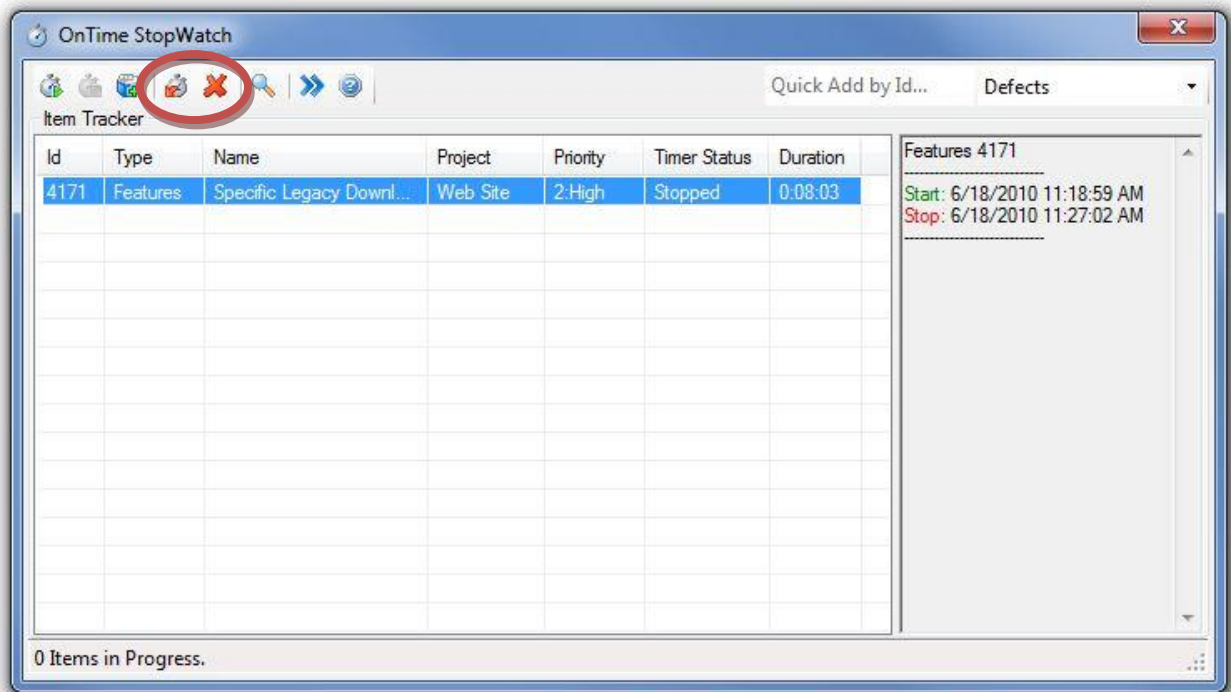 OnTime StopWatch
x
Quick Add by Id... Defects
Item Tracker
Id Type Name Project Priority Timer Status Duration
4171 Features Specific Legacy Downl... Web Site 2:High Stopped 0:08:03
Features 4171
----------------------------
Start: 6/18/2010 11:18:59 AM
Stop: 6/18/2010 11:27:02 AM
----------------------------
0 Items in Progress.